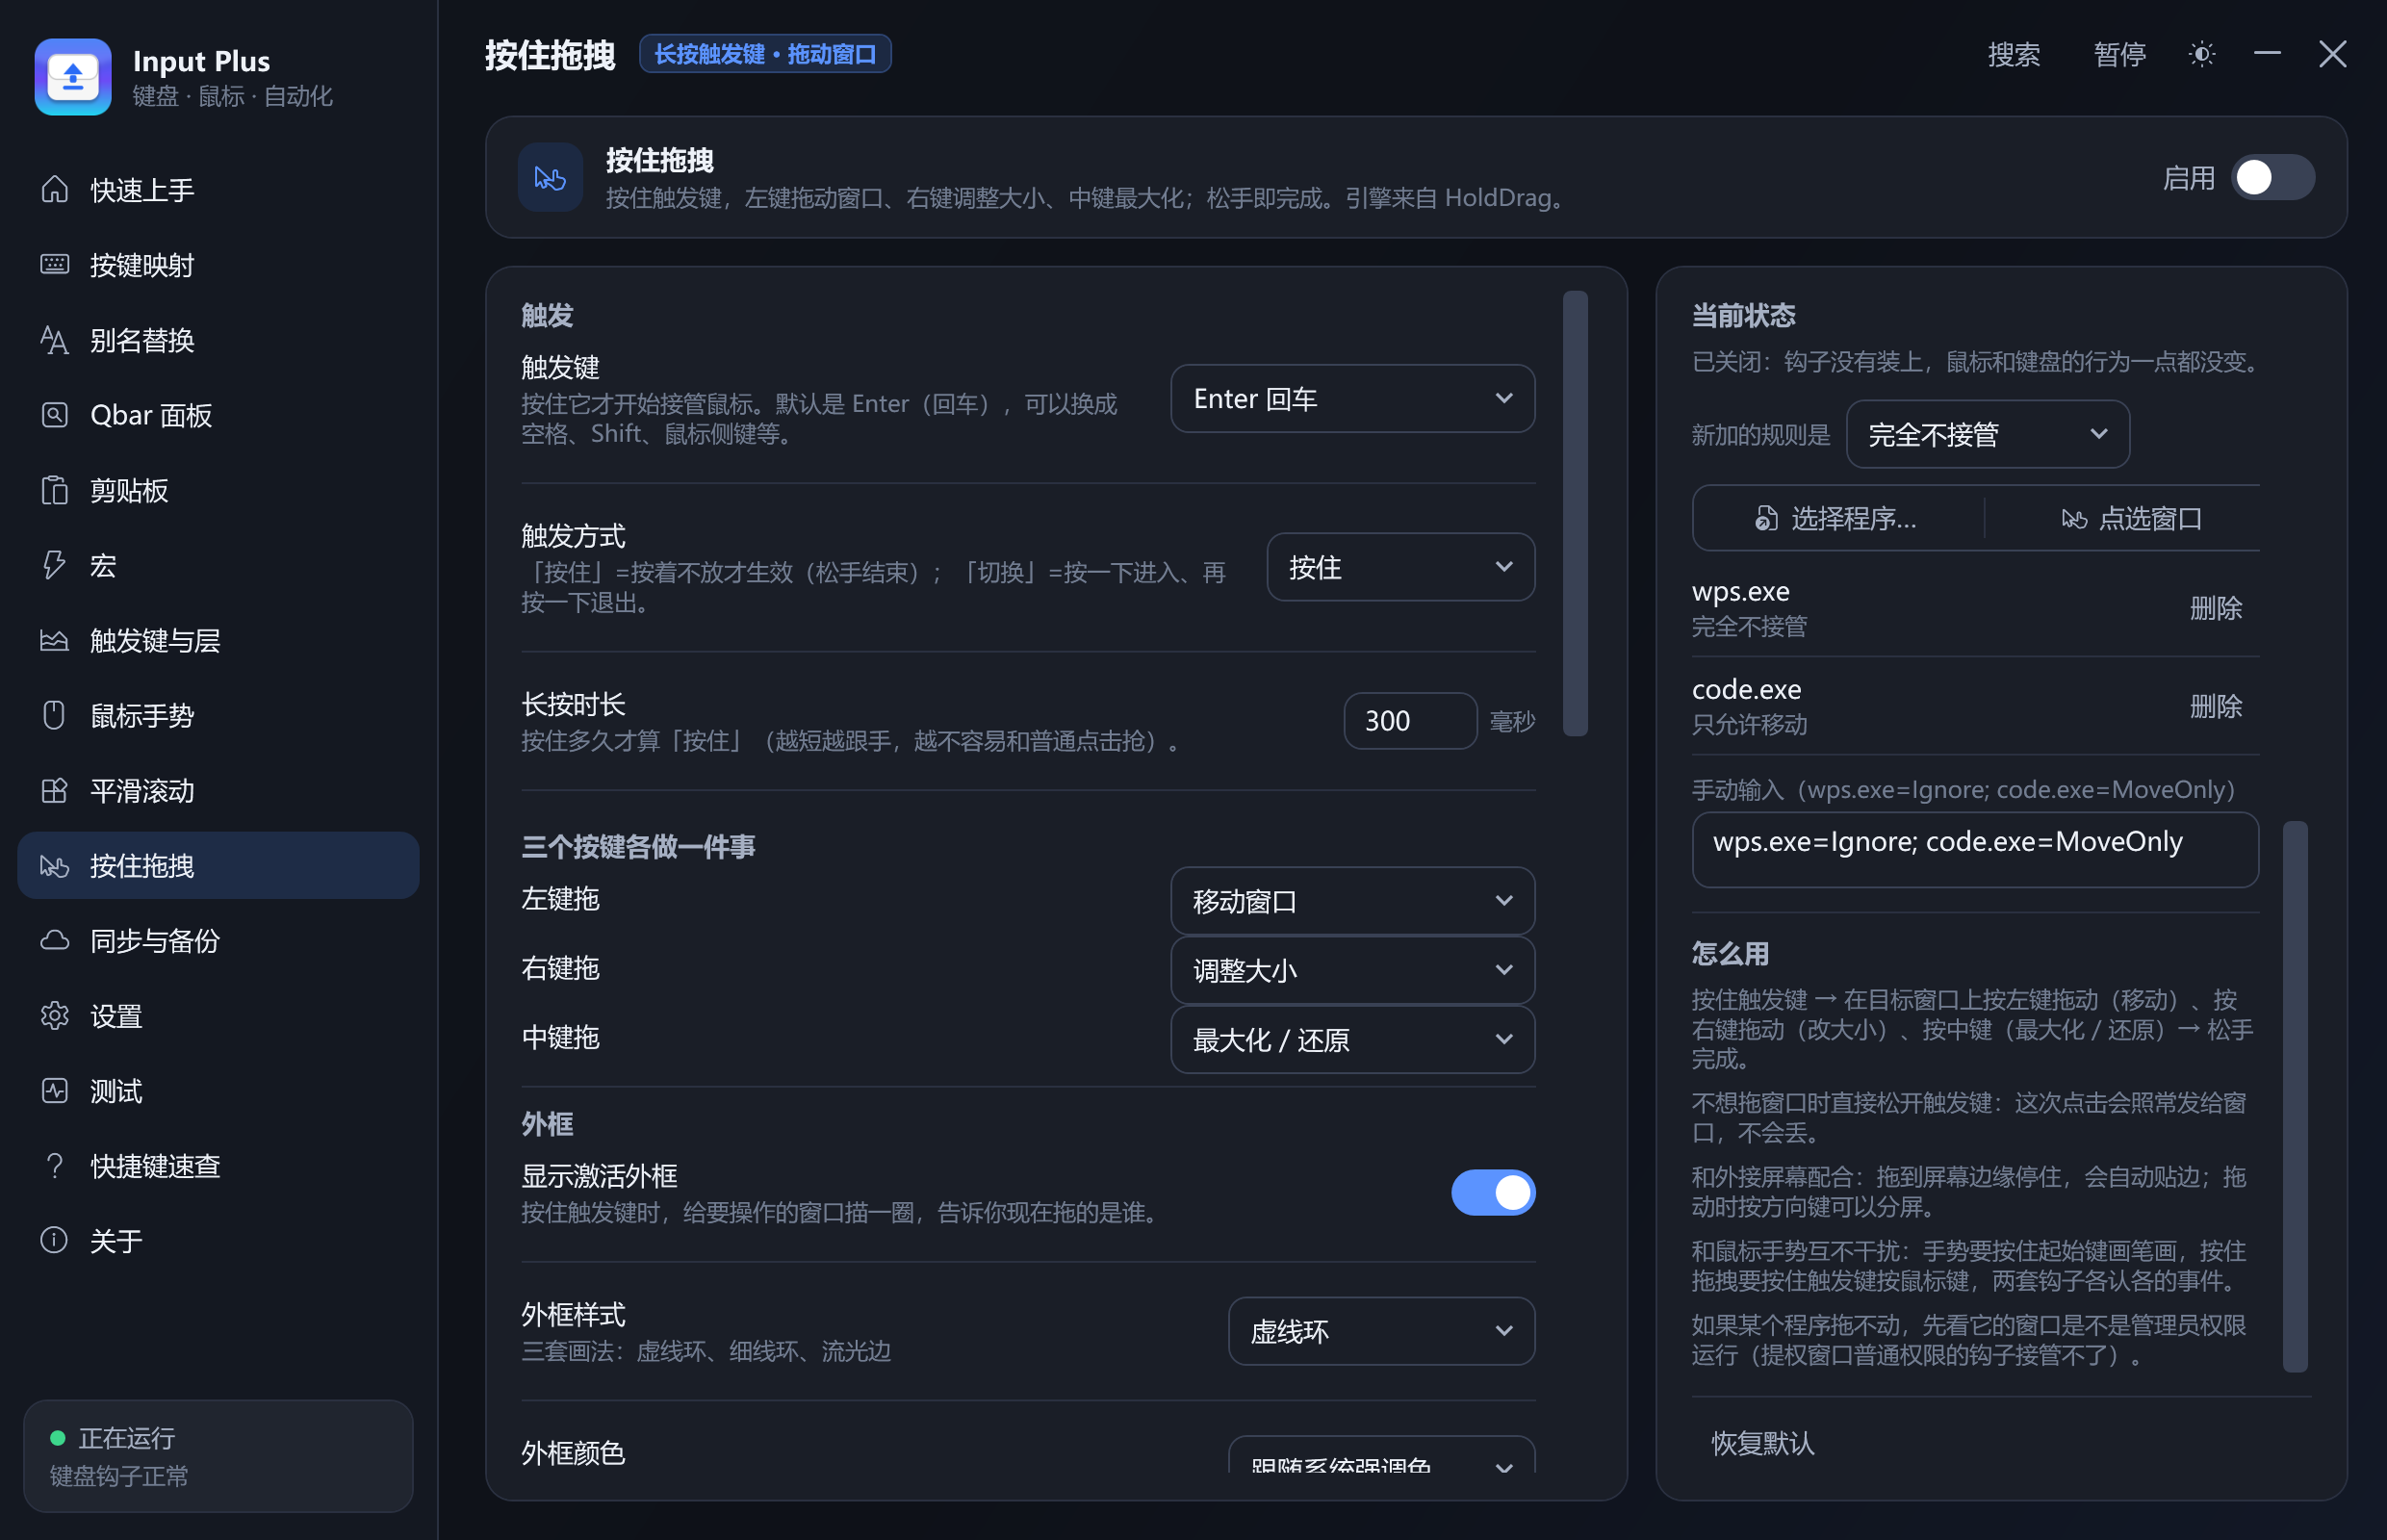 Input Plus
键盘 · 鼠标 · 自动化
快速上手
按键映射
别名替换
Qbar 面板
剪贴板
宏
触发键与层
鼠标手势
平滑滚动
按住拖拽
同步与备份
设置
测试
快捷键速查
关于
正在运行
键盘钩子正常
按住拖拽
长按触发键 · 拖动窗口
搜索
暂停
按住拖拽
按住触发键，左键拖动窗口、右键调整大小、中键最大化；松手即完成。引擎来自 HoldDrag。
启用
触发
触发键
按住它才开始接管鼠标。默认是 Enter（回车），可以换成
空格、Shift、鼠标侧键等。
Enter 回车
触发方式
「按住」=按着不放才生效（松手结束）；「切换」=按一下进入、再
按一下退出。
按住
长按时长
按住多久才算「按住」（越短越跟手，越不容易和普通点击抢）。
300
毫秒
三个按键各做一件事
左键拖
移动窗口
右键拖
调整大小
中键拖
最大化 / 还原
外框
显示激活外框
按住触发键时，给要操作的窗口描一圈，告诉你现在拖的是谁。
外框样式
三套画法：虚线环、细线环、流光边
虚线环
外框颜色
跟随系统强调色
当前状态
已关闭：钩子没有装上，鼠标和键盘的行为一点都没变。
新加的规则是
完全不接管
选择程序...
点选窗口
wps.exe
完全不接管
删除
code.exe
只允许移动
删除
手动输入（wps.exe=Ignore; code.exe=MoveOnly）
wps.exe=Ignore; code.exe=MoveOnly
怎么用
按住触发键 → 在目标窗口上按左键拖动（移动）、按
右键拖动（改大小）、按中键（最大化 / 还原）→ 松手
完成。
不想拖窗口时直接松开触发键：这次点击会照常发给窗
口，不会丢。
和外接屏幕配合：拖到屏幕边缘停住，会自动贴边；拖
动时按方向键可以分屏。
和鼠标手势互不干扰：手势要按住起始键画笔画，按住
拖拽要按住触发键按鼠标键，两套钩子各认各的事件。
如果某个程序拖不动，先看它的窗口是不是管理员权限
运行（提权窗口普通权限的钩子接管不了）。
恢复默认